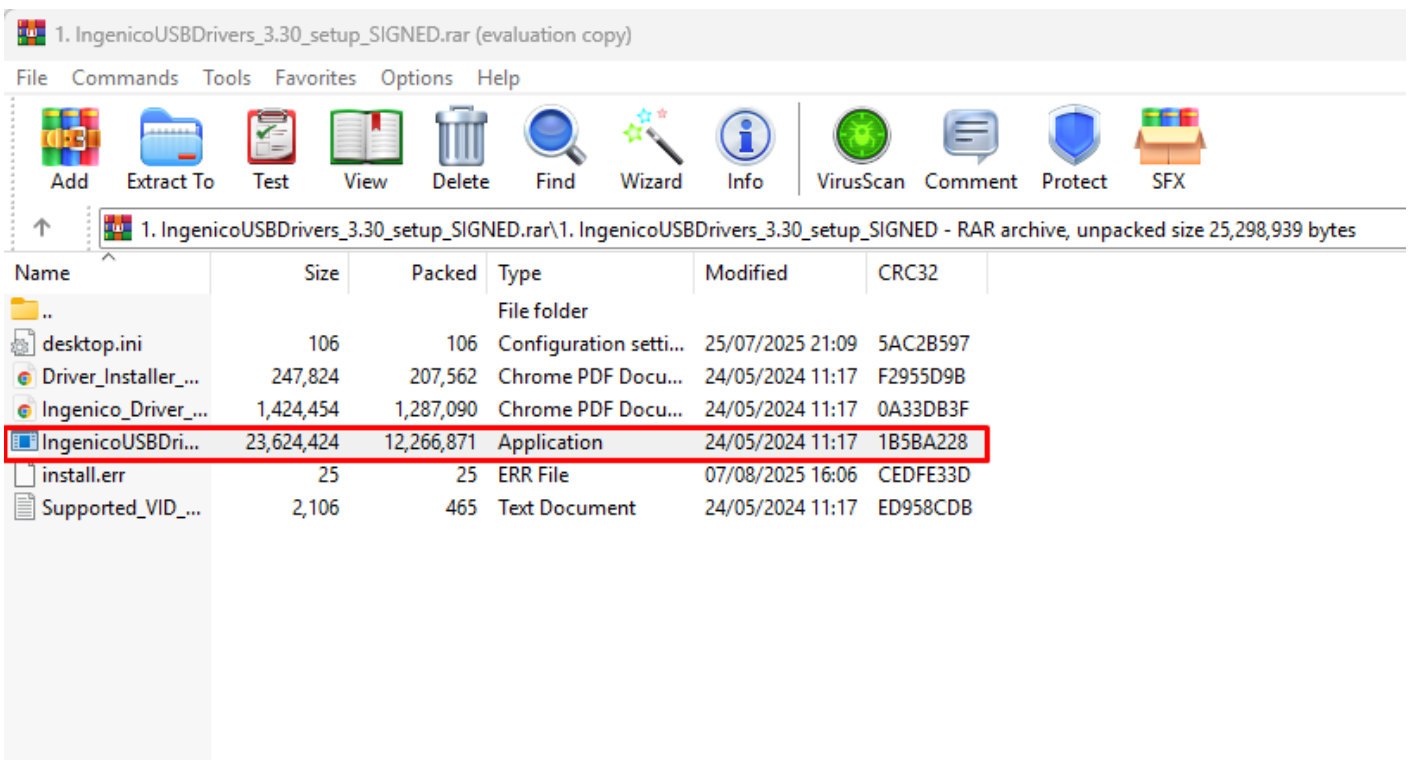 1. IngenicoUSBDrivers_3.30_setup_SIGNED.rar (evaluation copy)
File Commands Tools Favorites Options Help
Add Extract To Test View Delete Find Wizard Info VirusScan Comment Protect SFX
1. IngenicoUSBDrivers_3.30_setup_SIGNED.rar\1. IngenicoUSBDrivers_3.30_setup_SIGNED - RAR archive, unpacked size 25,298,939 bytes
Name Size Packed Type Modified CRC32
.. File folder
desktop.ini 106 106 Configuration setti... 25/07/2025 21:09 5AC2B597
Driver_Installer_... 247,824 207,562 Chrome PDF Docu... 24/05/2024 11:17 F2955D9B
Ingenico_Driver_... 1,424,454 1,287,090 Chrome PDF Docu... 24/05/2024 11:17 0A33DB3F
IngenicoUSBDri... 23,624,424 12,266,871 Application 24/05/2024 11:17 1B5BA228
install.err 25 25 ERR File 07/08/2025 16:06 CEDFE33D
Supported_VID_... 2,106 465 Text Document 24/05/2024 11:17 ED958CDB